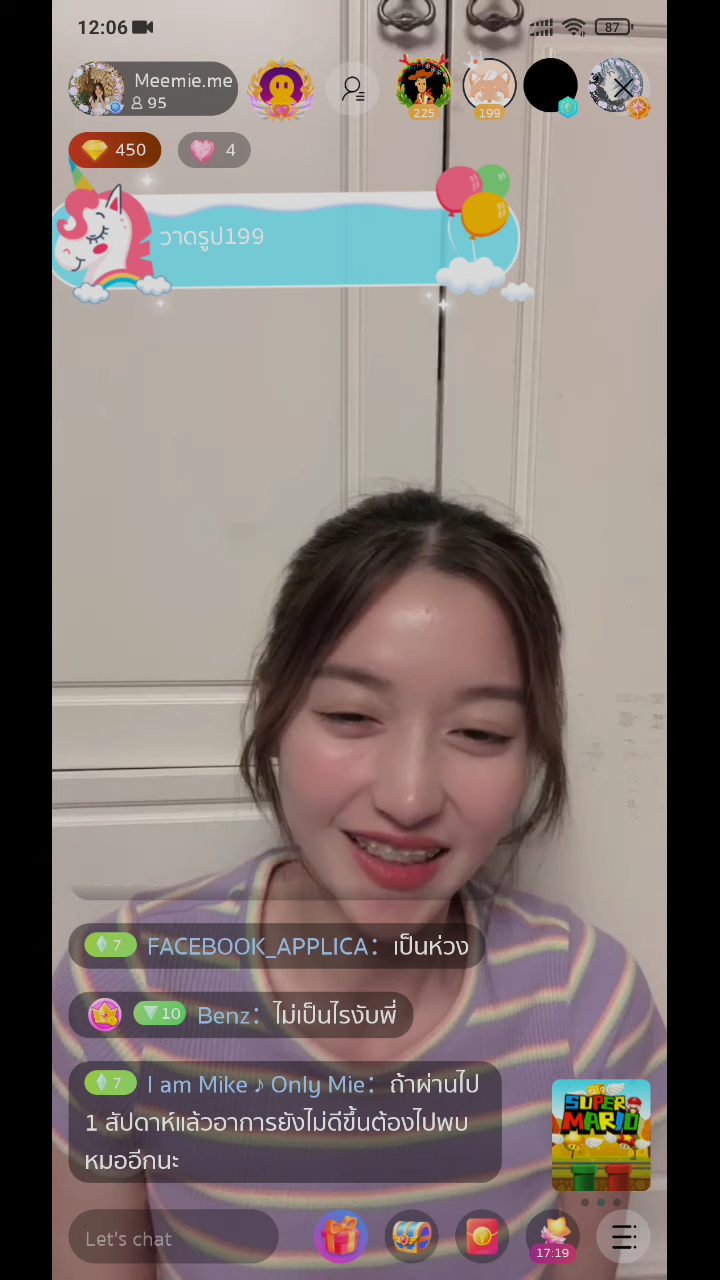 12:06
87
Meemie.me
95
225
199
450
4
วาดรูป199
7 FACEBOOK_APPLICA: เป็นห่วง
10 Benz: ไม่เป็นไรงับพี่
7 I am Mike ♪ Only Mie: ถ้าผ่านไป
1 สัปดาห์แล้วอาการยังไม่ดีขึ้นต้องไปพบ
หมออีกนะ
SUPER
MARIO
Let's chat
17:19